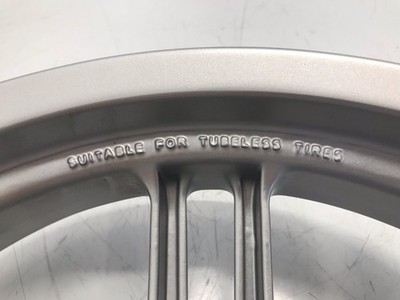 SUITABLE FOR TUBELESS TIRES